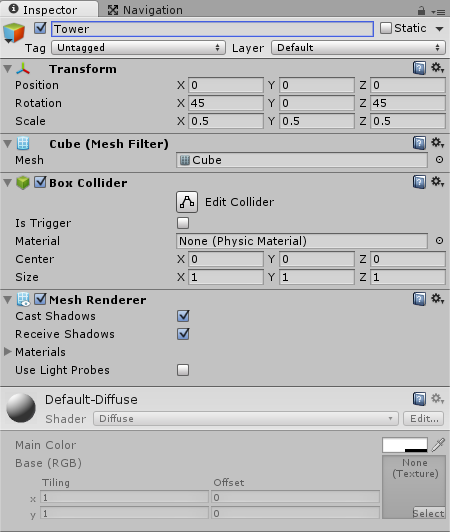 Inspector Navigation
Tower Static
Tag Untagged Layer Default
Transform
Position X 0 Y 0 Z 0
Rotation X 45 Y 0 Z 45
Scale X 0.5 Y 0.5 Z 0.5
Cube (Mesh Filter)
Mesh Cube
Box Collider
Edit Collider
Is Trigger
Material None (Physic Material)
Center X 0 Y 0 Z 0
Size X 1 Y 1 Z 1
Mesh Renderer
Cast Shadows
Receive Shadows
Materials
Use Light Probes
Default-Diffuse
Shader Diffuse Edit...
Main Color
Base (RGB) None
(Texture)
Tiling Offset
x 1 0
y 1 0 Select